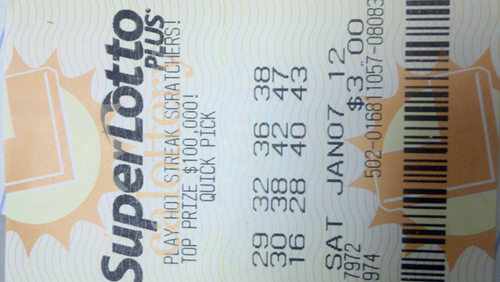 SuperLotto
PLUS
PLAY HOT STREAK SCRATCHERS!
TOP PRIZE $100,000!
QUICK PICK
29 32 36 38
30 38 42 47
16 28 40 43
SAT JAN07 12
7972 $3.00
974 502-016811057-08083